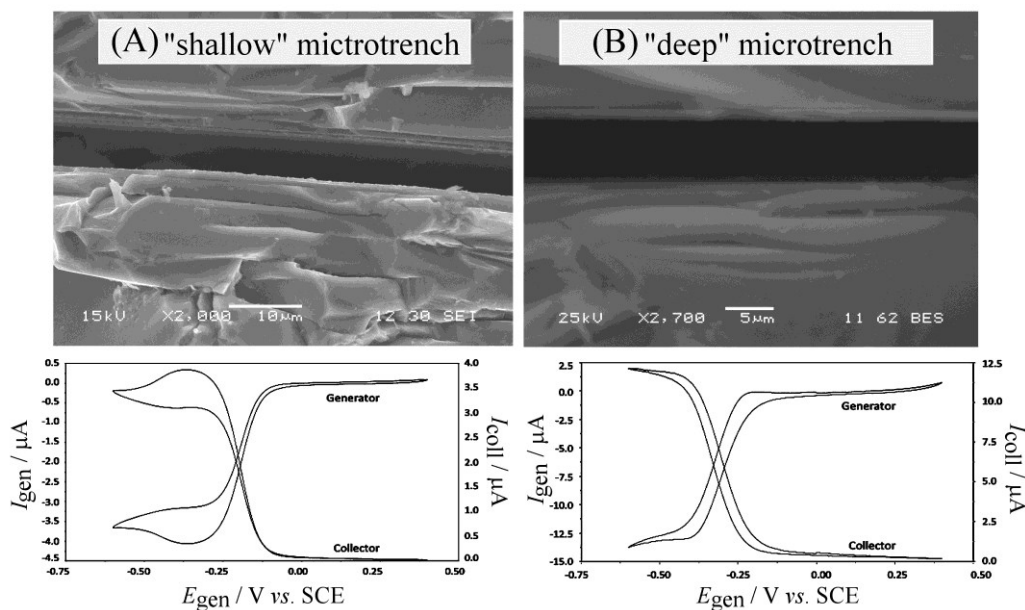 (A) "shallow" mictrotrench
(B) "deep" microtrench
15kV X2,000 10µm 12 30 SEI
25kV X2,700 5µm 11 62 BES
0.5
0.0
-0.5
-1.0
-1.5
-2.0
-2.5
-3.0
-3.5
-4.0
-4.5
Igen / µA
4.0
3.5
3.0
2.5
2.0
1.5
1.0
0.5
0.0
Icoll / µA
Generator
Collector
-0.75 -0.50 -0.25 0.00 0.25 0.50
Egen / V vs. SCE
2.5
0.0
-2.5
-5.0
-7.5
-10.0
-12.5
-15.0
Igen / µA
12.5
10.0
7.5
5.0
2.5
0.0
Icoll / µA
Generator
Collector
-0.75 -0.50 -0.25 0.00 0.25 0.50
Egen / V vs. SCE